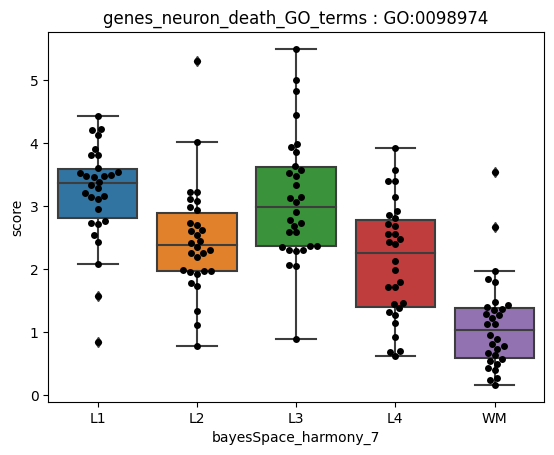 genes_neuron_death_GO_terms : GO:0098974
score
5
4
3
2
1
0
L1 L2 L3 L4 WM
bayesSpace_harmony_7